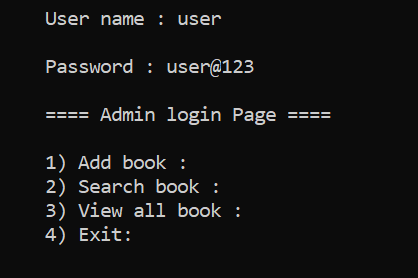 User name : user
Password : user@123
==== Admin login Page ====
1) Add book :
2) Search book :
3) View all book :
4) Exit: